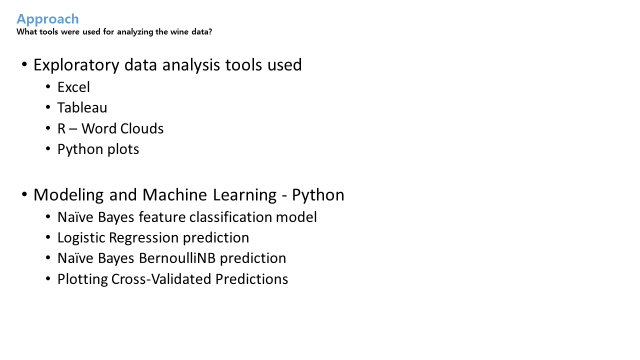 Approach
What tools were used for analyzing the wine data?
• Exploratory data analysis tools used
• Excel
• Tableau
• R – Word Clouds
• Python plots
• Modeling and Machine Learning - Python
• Naïve Bayes feature classification model
• Logistic Regression prediction
• Naïve Bayes BernoulliNB prediction
• Plotting Cross-Validated Predictions